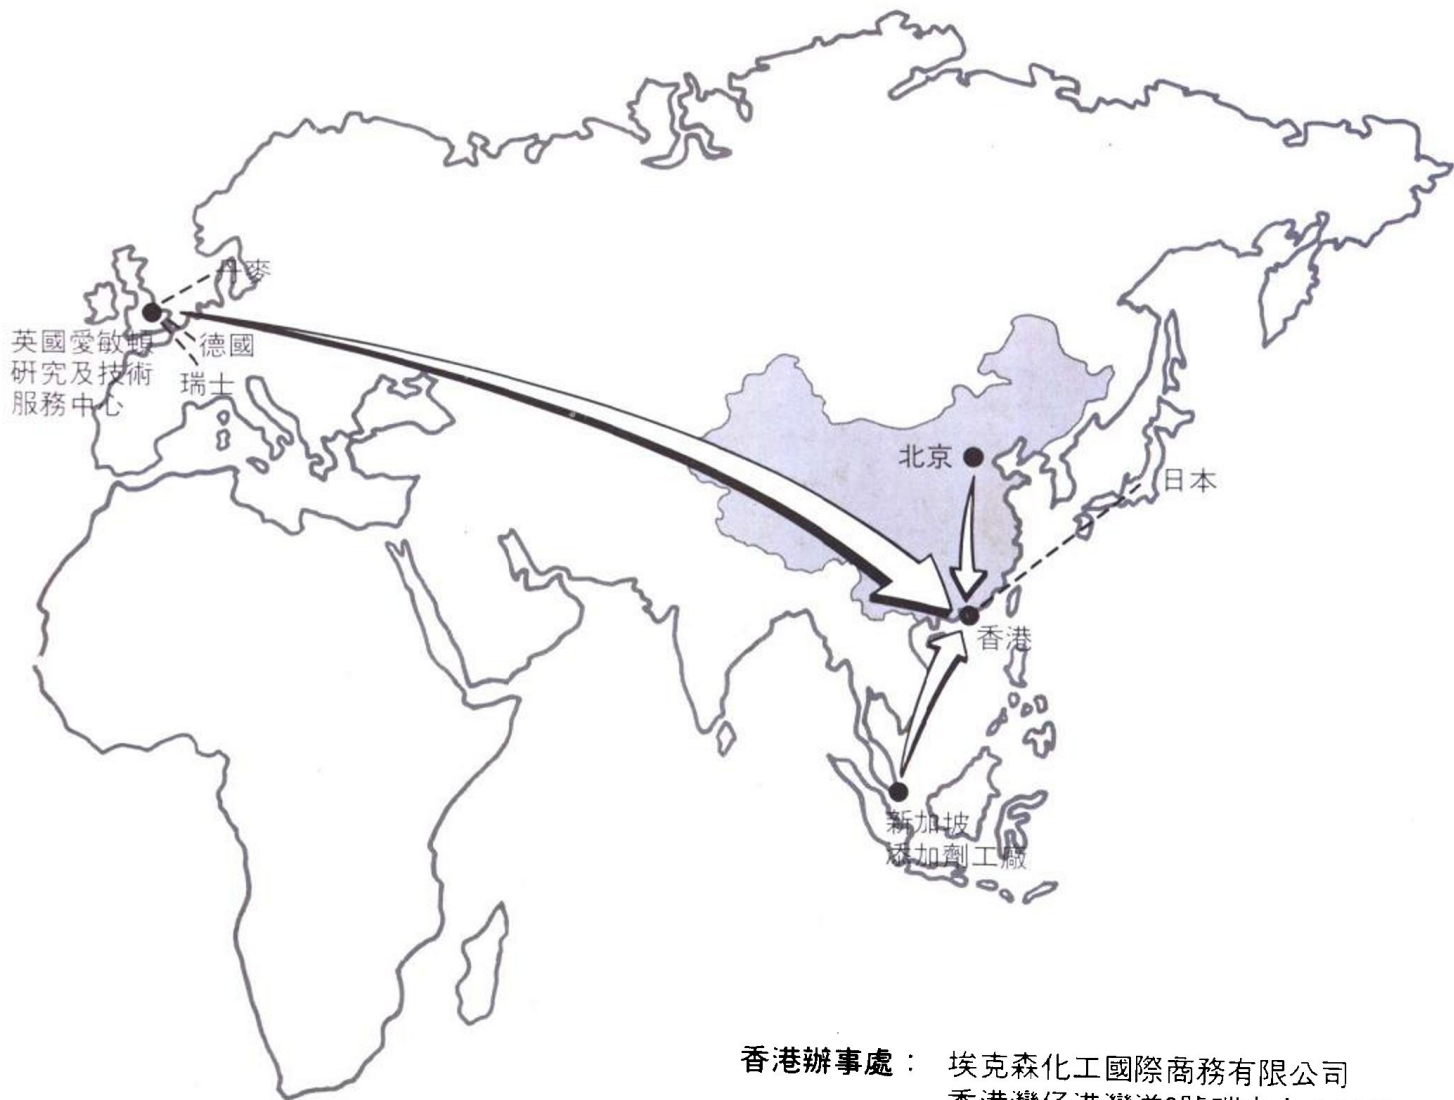 丹麥
英國愛敏頓
研究及技術
服務中心
德國
瑞士
北京
日本
香港
新加坡
添加劑工廠
香港辦事處： 埃克森化工國際商務有限公司